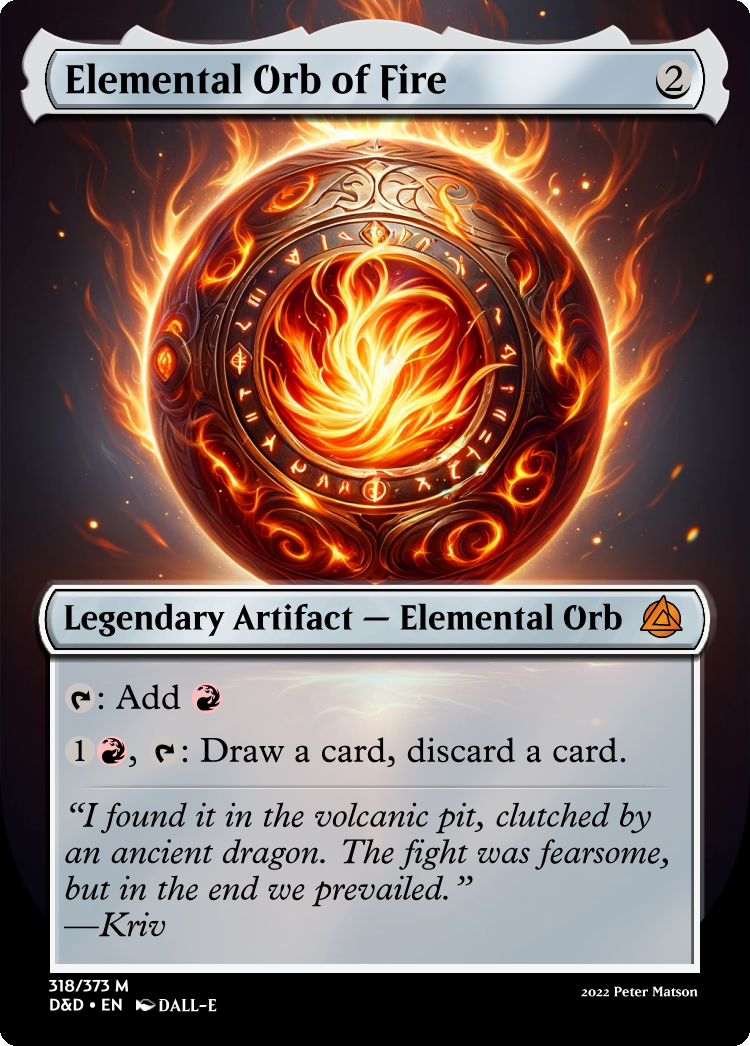 Elemental Orb of Fire 2
Legendary Artifact — Elemental Orb
: Add
1 , : Draw a card, discard a card.
“I found it in the volcanic pit, clutched by
an ancient dragon. The fight was fearsome,
but in the end we prevailed.”
—Kriv
318/373 M
D&D • EN DALL-E
2022 Peter Matson